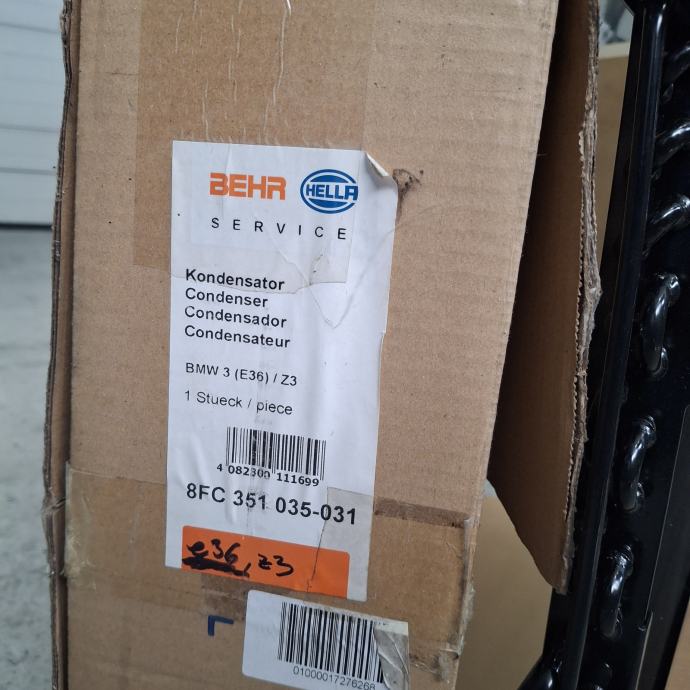 BEHR HELLA
SERVICE
Kondensator
Condenser
Condensador
Condensateur
BMW 3 (E36) / Z3
1 Stueck / piece
4 082300 111699
8FC 351 035-031
e36, z3
01000017276268